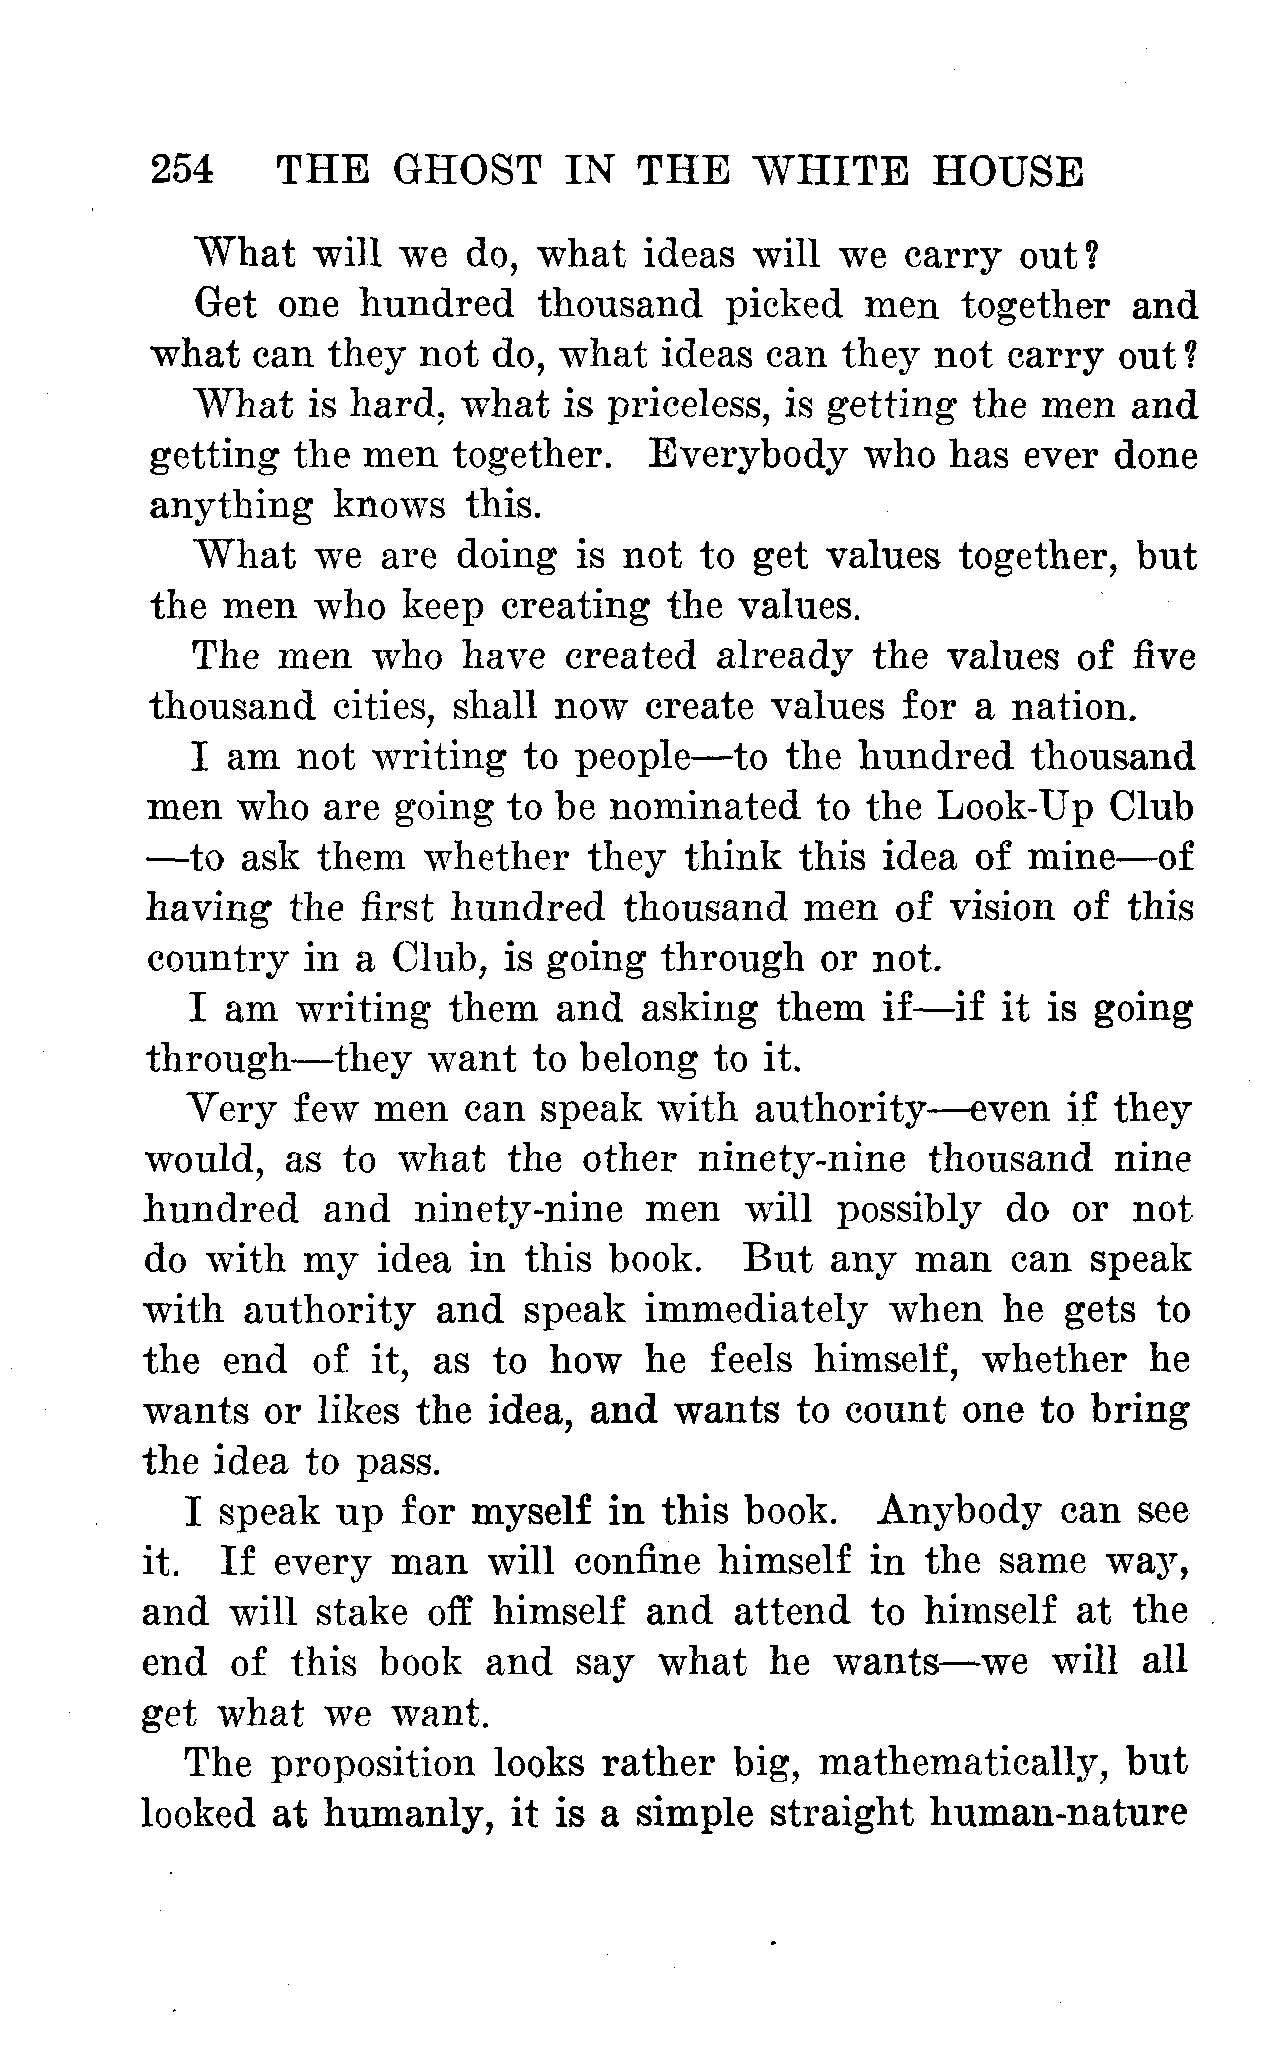 254 THE GHOST IN THE WHITE HOUSE
What will we do, what ideas will we carry out?
Get one hundred thousand picked men together and
what can they not do, what ideas can they not carry out?
What is hard, what is priceless, is getting the men and
getting the men together. Everybody who has ever done
anything knows this.
What we are doing is not to get values together, but
the men who keep creating the values.
The men who have created already the values of five
thousand cities, shall now create values for a nation.
I am not writing to people—to the hundred thousand
men who are going to be nominated to the Look-Up Club
—to ask them whether they think this idea of mine—of
having the first hundred thousand men of vision of this
country in a Club, is going through or not.
I am writing them and asking them if—if it is going
through—they want to belong to it.
Very few men can speak with authority—even if they
would, as to what the other ninety-nine thousand nine
hundred and ninety-nine men will possibly do or not
do with my idea in this book. But any man can speak
with authority and speak immediately when he gets to
the end of it, as to how he feels himself, whether he
wants or likes the idea, and wants to count one to bring
the idea to pass.
I speak up for myself in this book. Anybody can see
it. If every man will confine himself in the same way,
and will stake off himself and attend to himself at the
end of this book and say what he wants—we will all
get what we want.
The proposition looks rather big, mathematically, but
looked at humanly, it is a simple straight human-nature